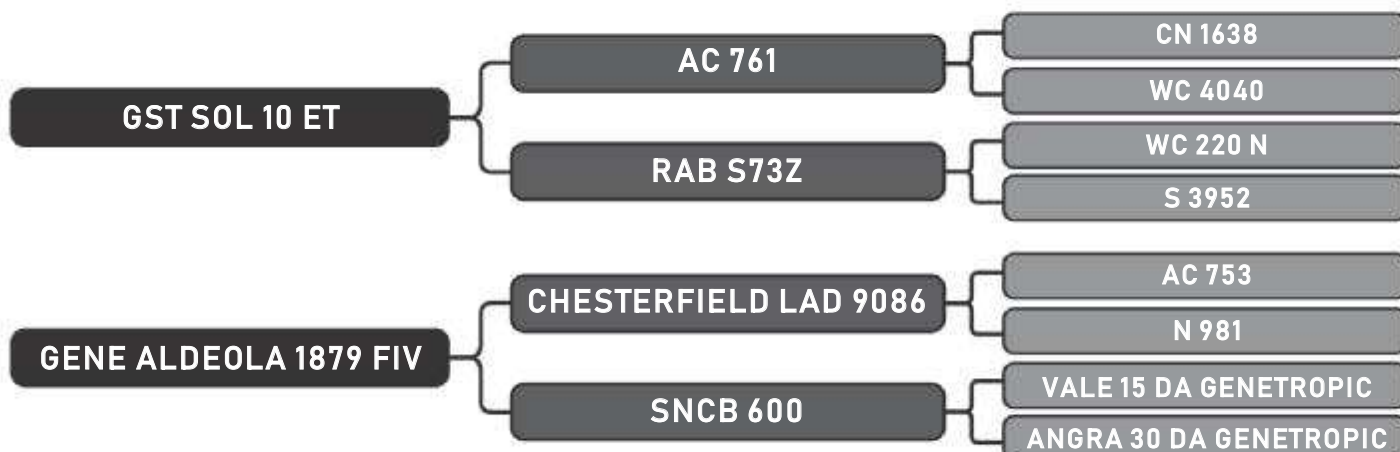 GST SOL 10 ET
AC 761
CN 1638
WC 4040
RAB S73Z
WC 220 N
S 3952
GENE ALDEOLA 1879 FIV
CHESTERFIELD LAD 9086
AC 753
N 981
SNCB 600
VALE 15 DA GENETROPIC
ANGRA 30 DA GENETROPIC